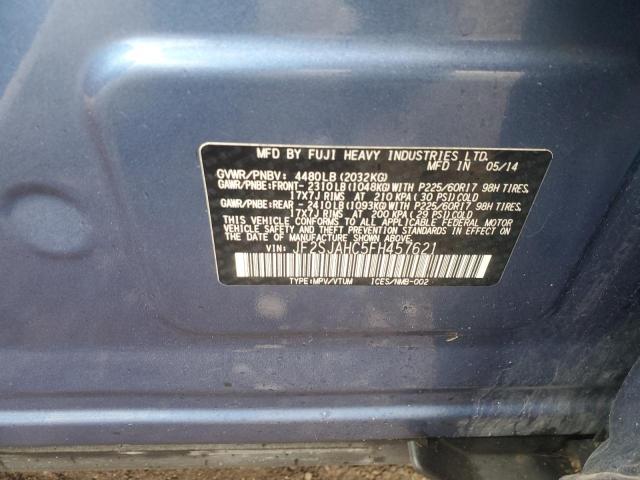 MFD BY FUJI HEAVY INDUSTRIES LTD.
MFD IN 05/14
GVWR/PNBV: 4480LB(2032KG)
GAWR/PNBE:FRONT- 2310LB(1048KG)WITH P225/60R17 98H TIRES,
17X7J RIMS AT 210 KPA (30 PSI)COLD
GAWR/PNBE:REAR - 2410LB(1093KG)WITH P225/60R17 98H TIRES,
17X7J RIMS AT 200 KPA (29 PSI)COLD
THIS VEHICLE CONFORMS TO ALL APPLICABLE FEDERAL MOTOR
VEHICLE SAFETY AND BUMPER STANDARDS IN EFFECT ON THE
DATE OF MANUFACTURE SHOWN ABOVE.
VIN: JF2SJAHC5FH457621
TYPE:MPV/VTUM ICES/NMB-002